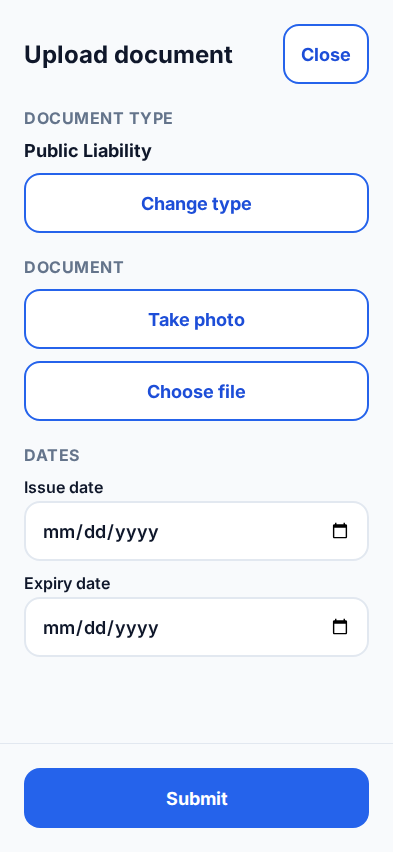 Upload document
Close
DOCUMENT TYPE
Public Liability
Change type
DOCUMENT
Take photo
Choose file
DATES
Issue date
mm/dd/yyyy
Expiry date
mm/dd/yyyy
Submit